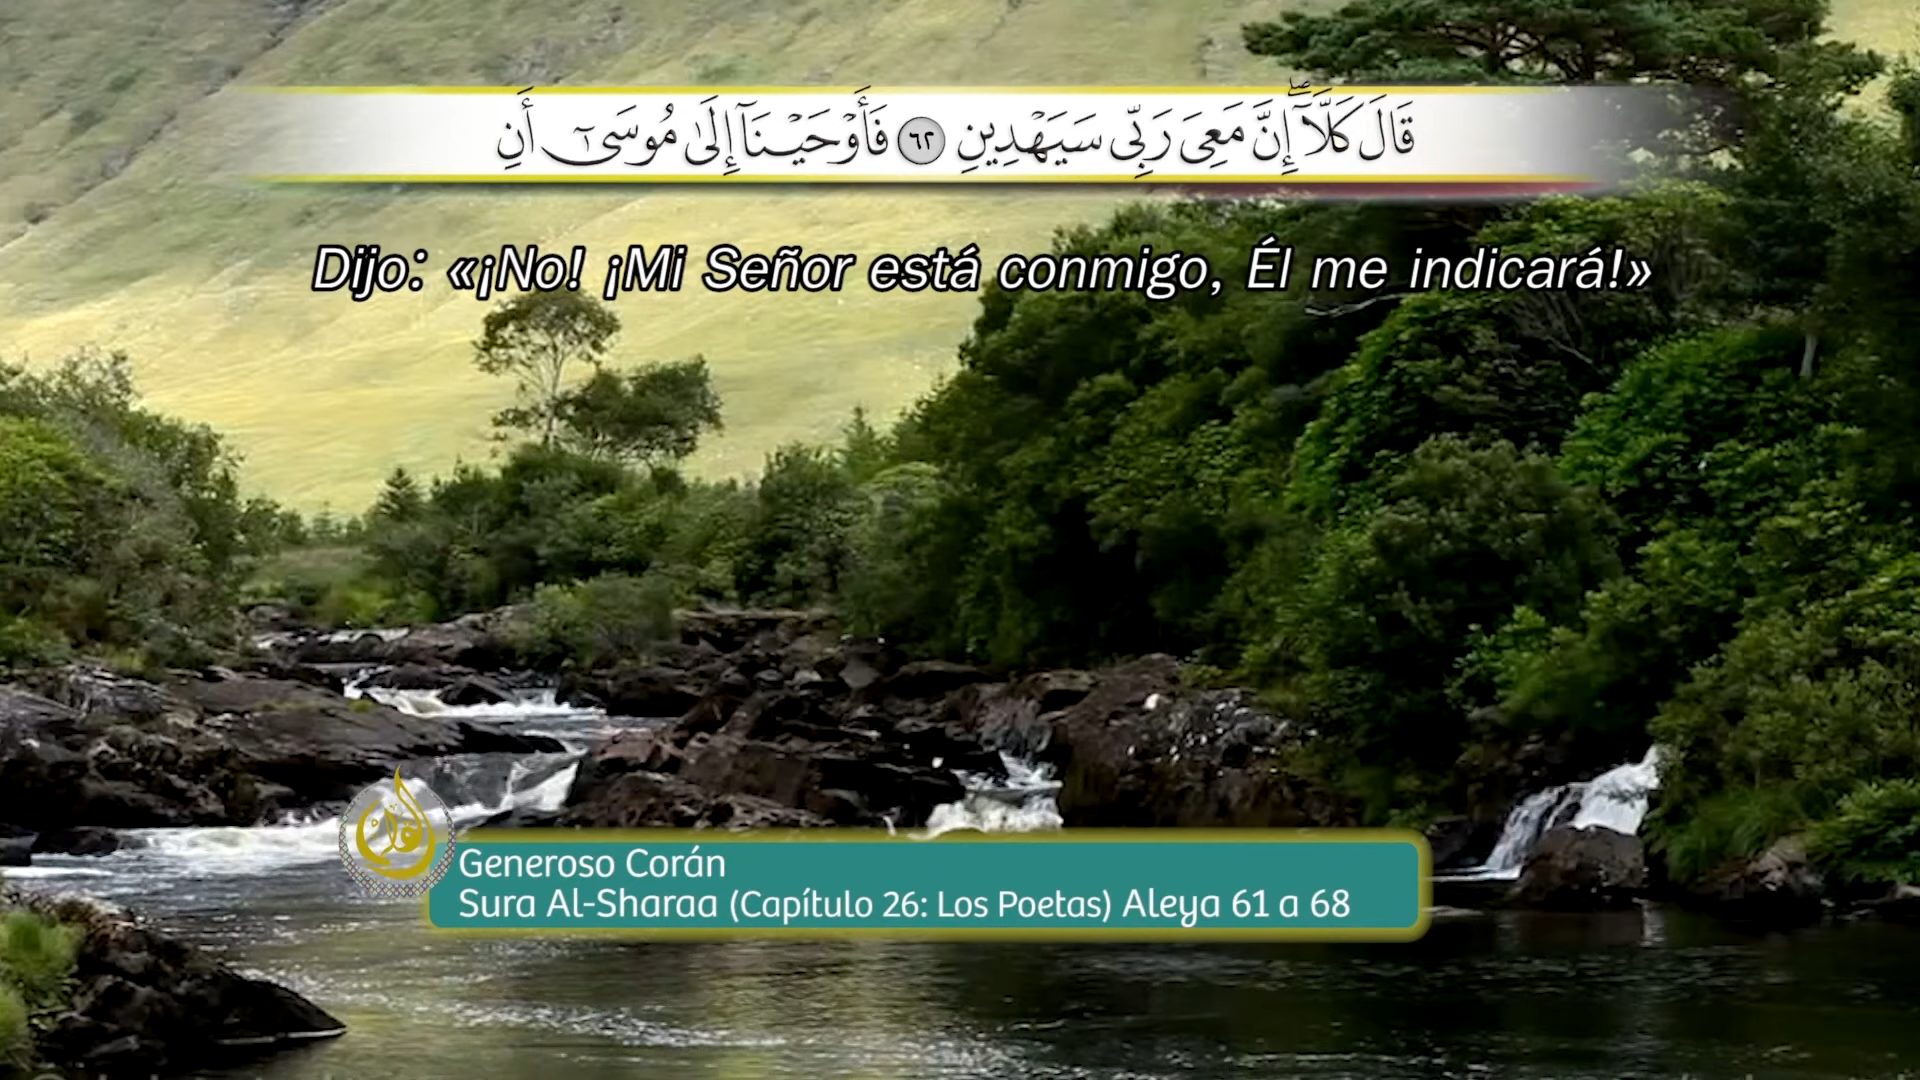 قَالَ كَلَّآ ۖ إِنَّ مَعِىَ رَبِّى سَيَهْدِينِ ٦٢ فَأَوْحَيْنَآ إِلَىٰ مُوسَىٰٓ أَنِ
Dijo: «¡No! ¡Mi Señor está conmigo, Él me indicará!»
Generoso Corán
Sura Al-Sharaa (Capítulo 26: Los Poetas) Aleya 61 a 68